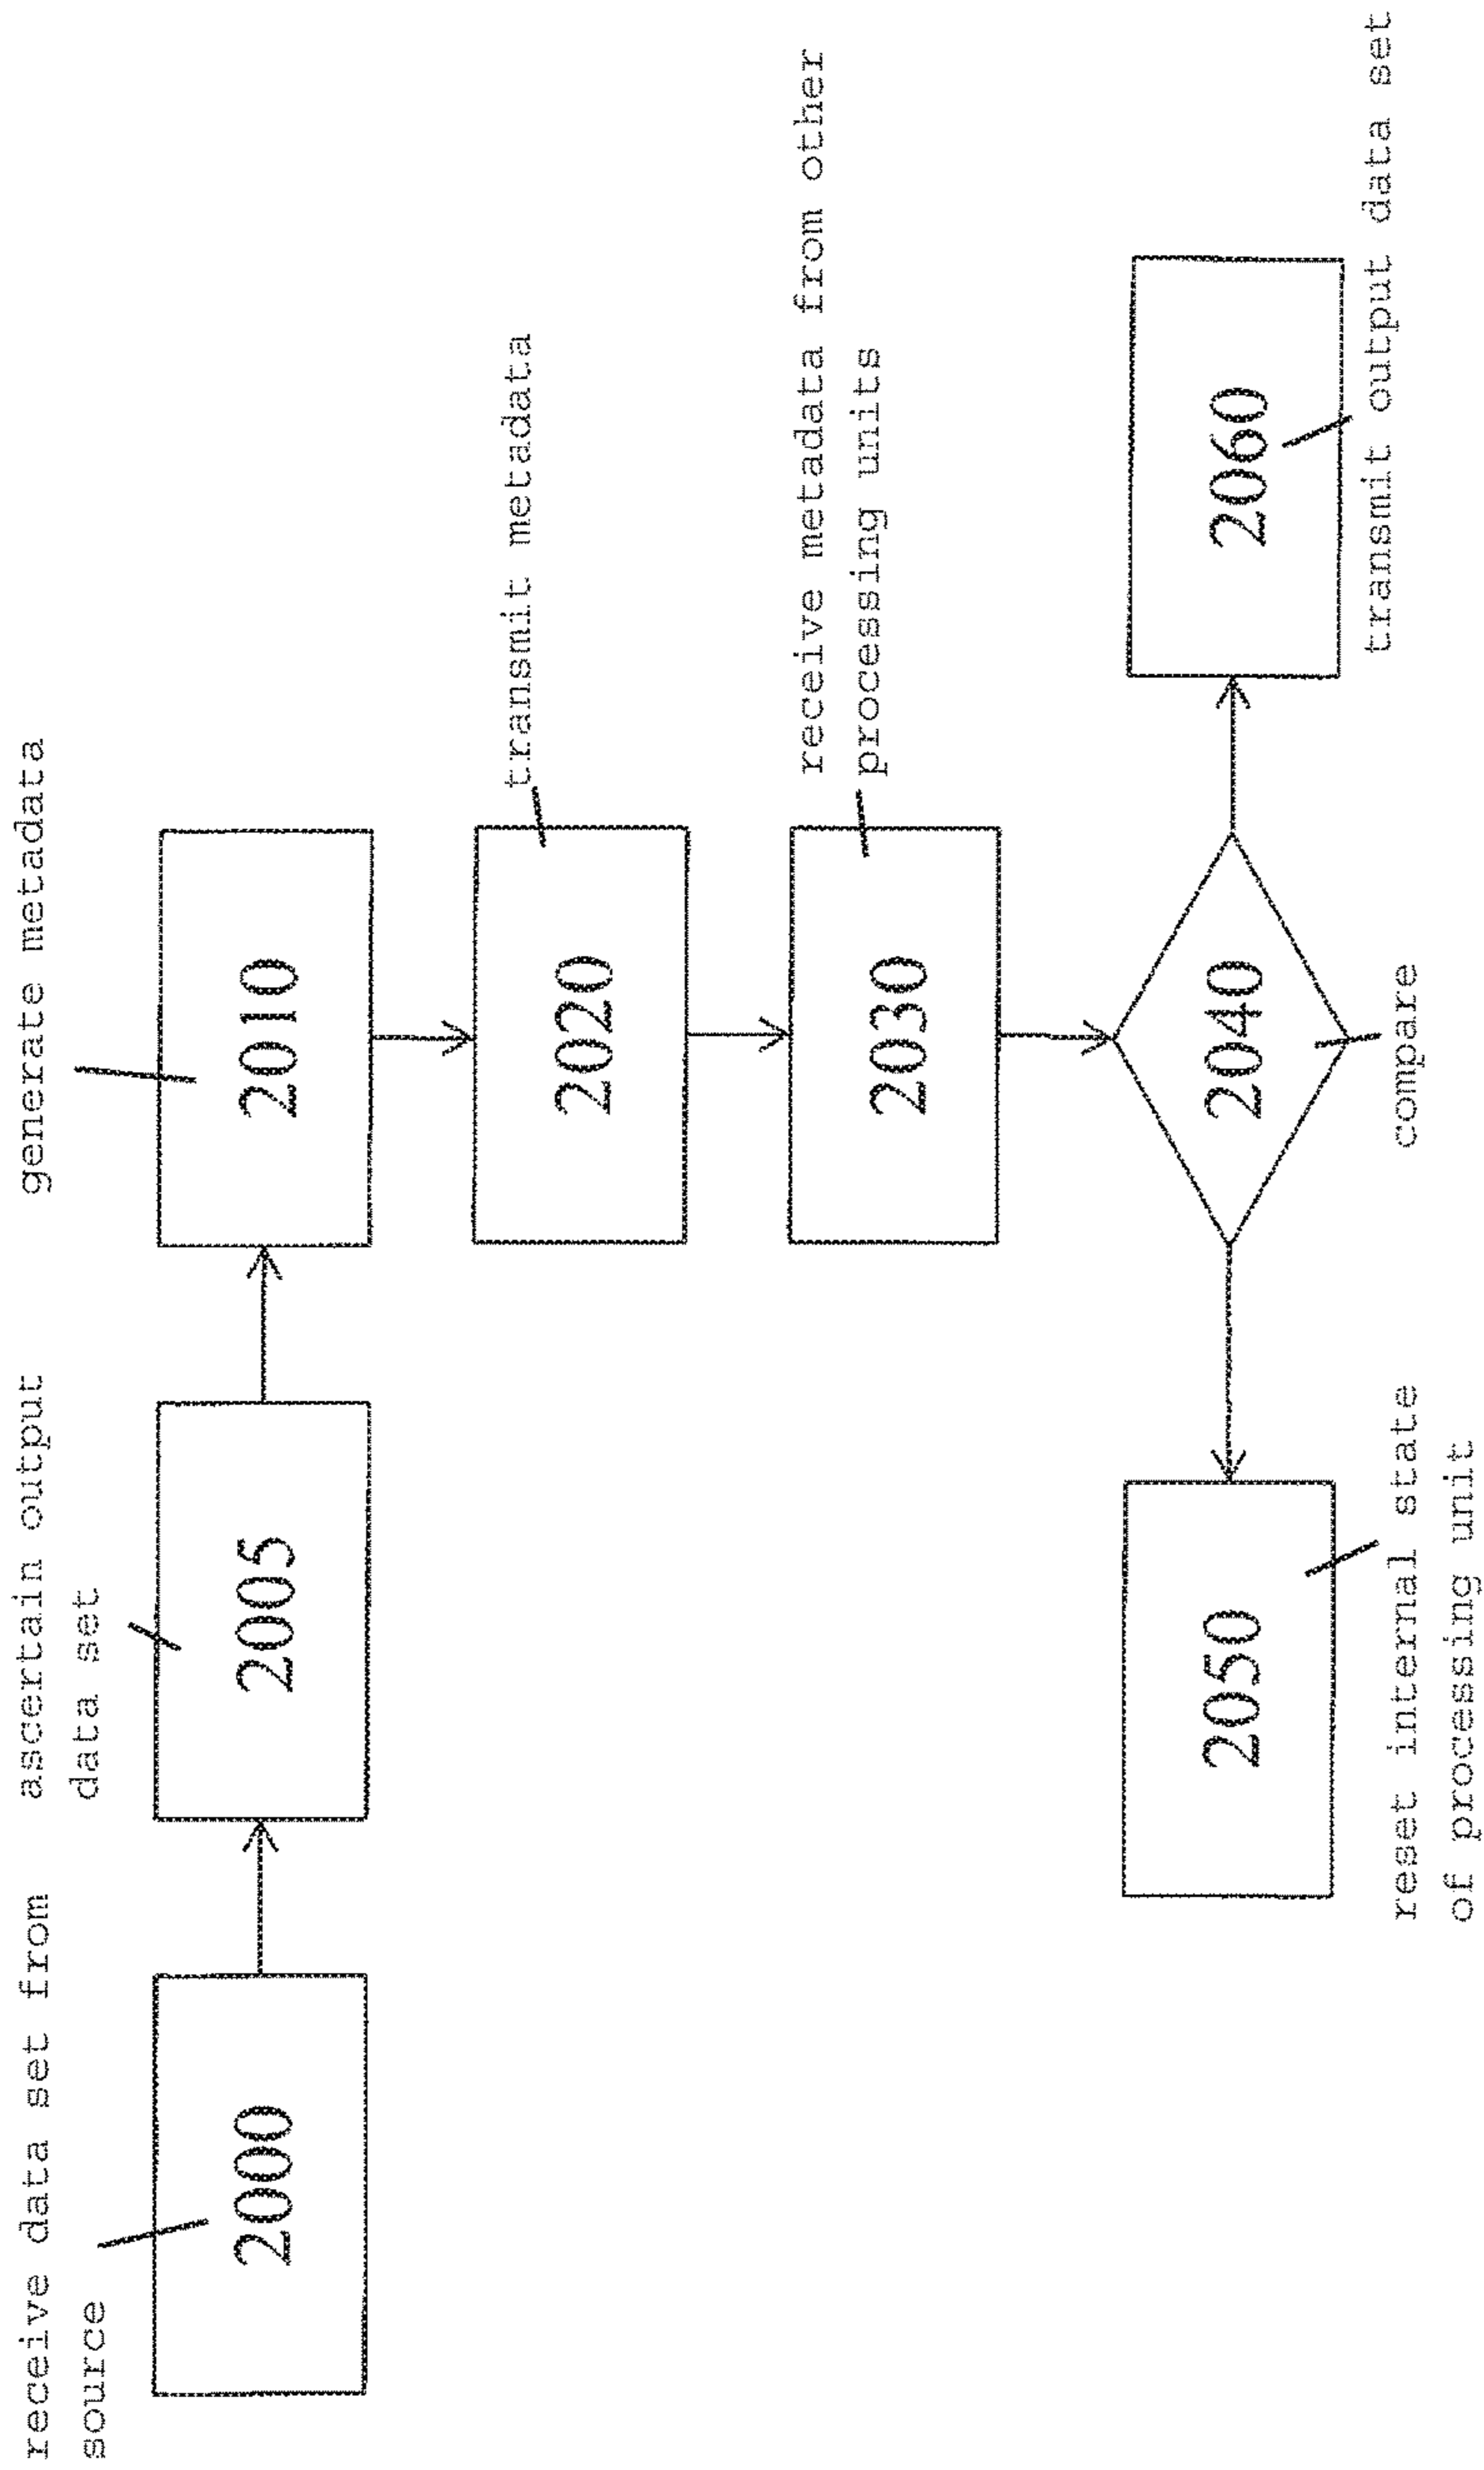 receive data set from
source
ascertain output
data set
generate metadata
2000
2005
2010
transmit metadata
2020
receive metadata from other
processing units
2030
2050
2040
2060
reset internal state
of processing unit
compare
transmit output data set